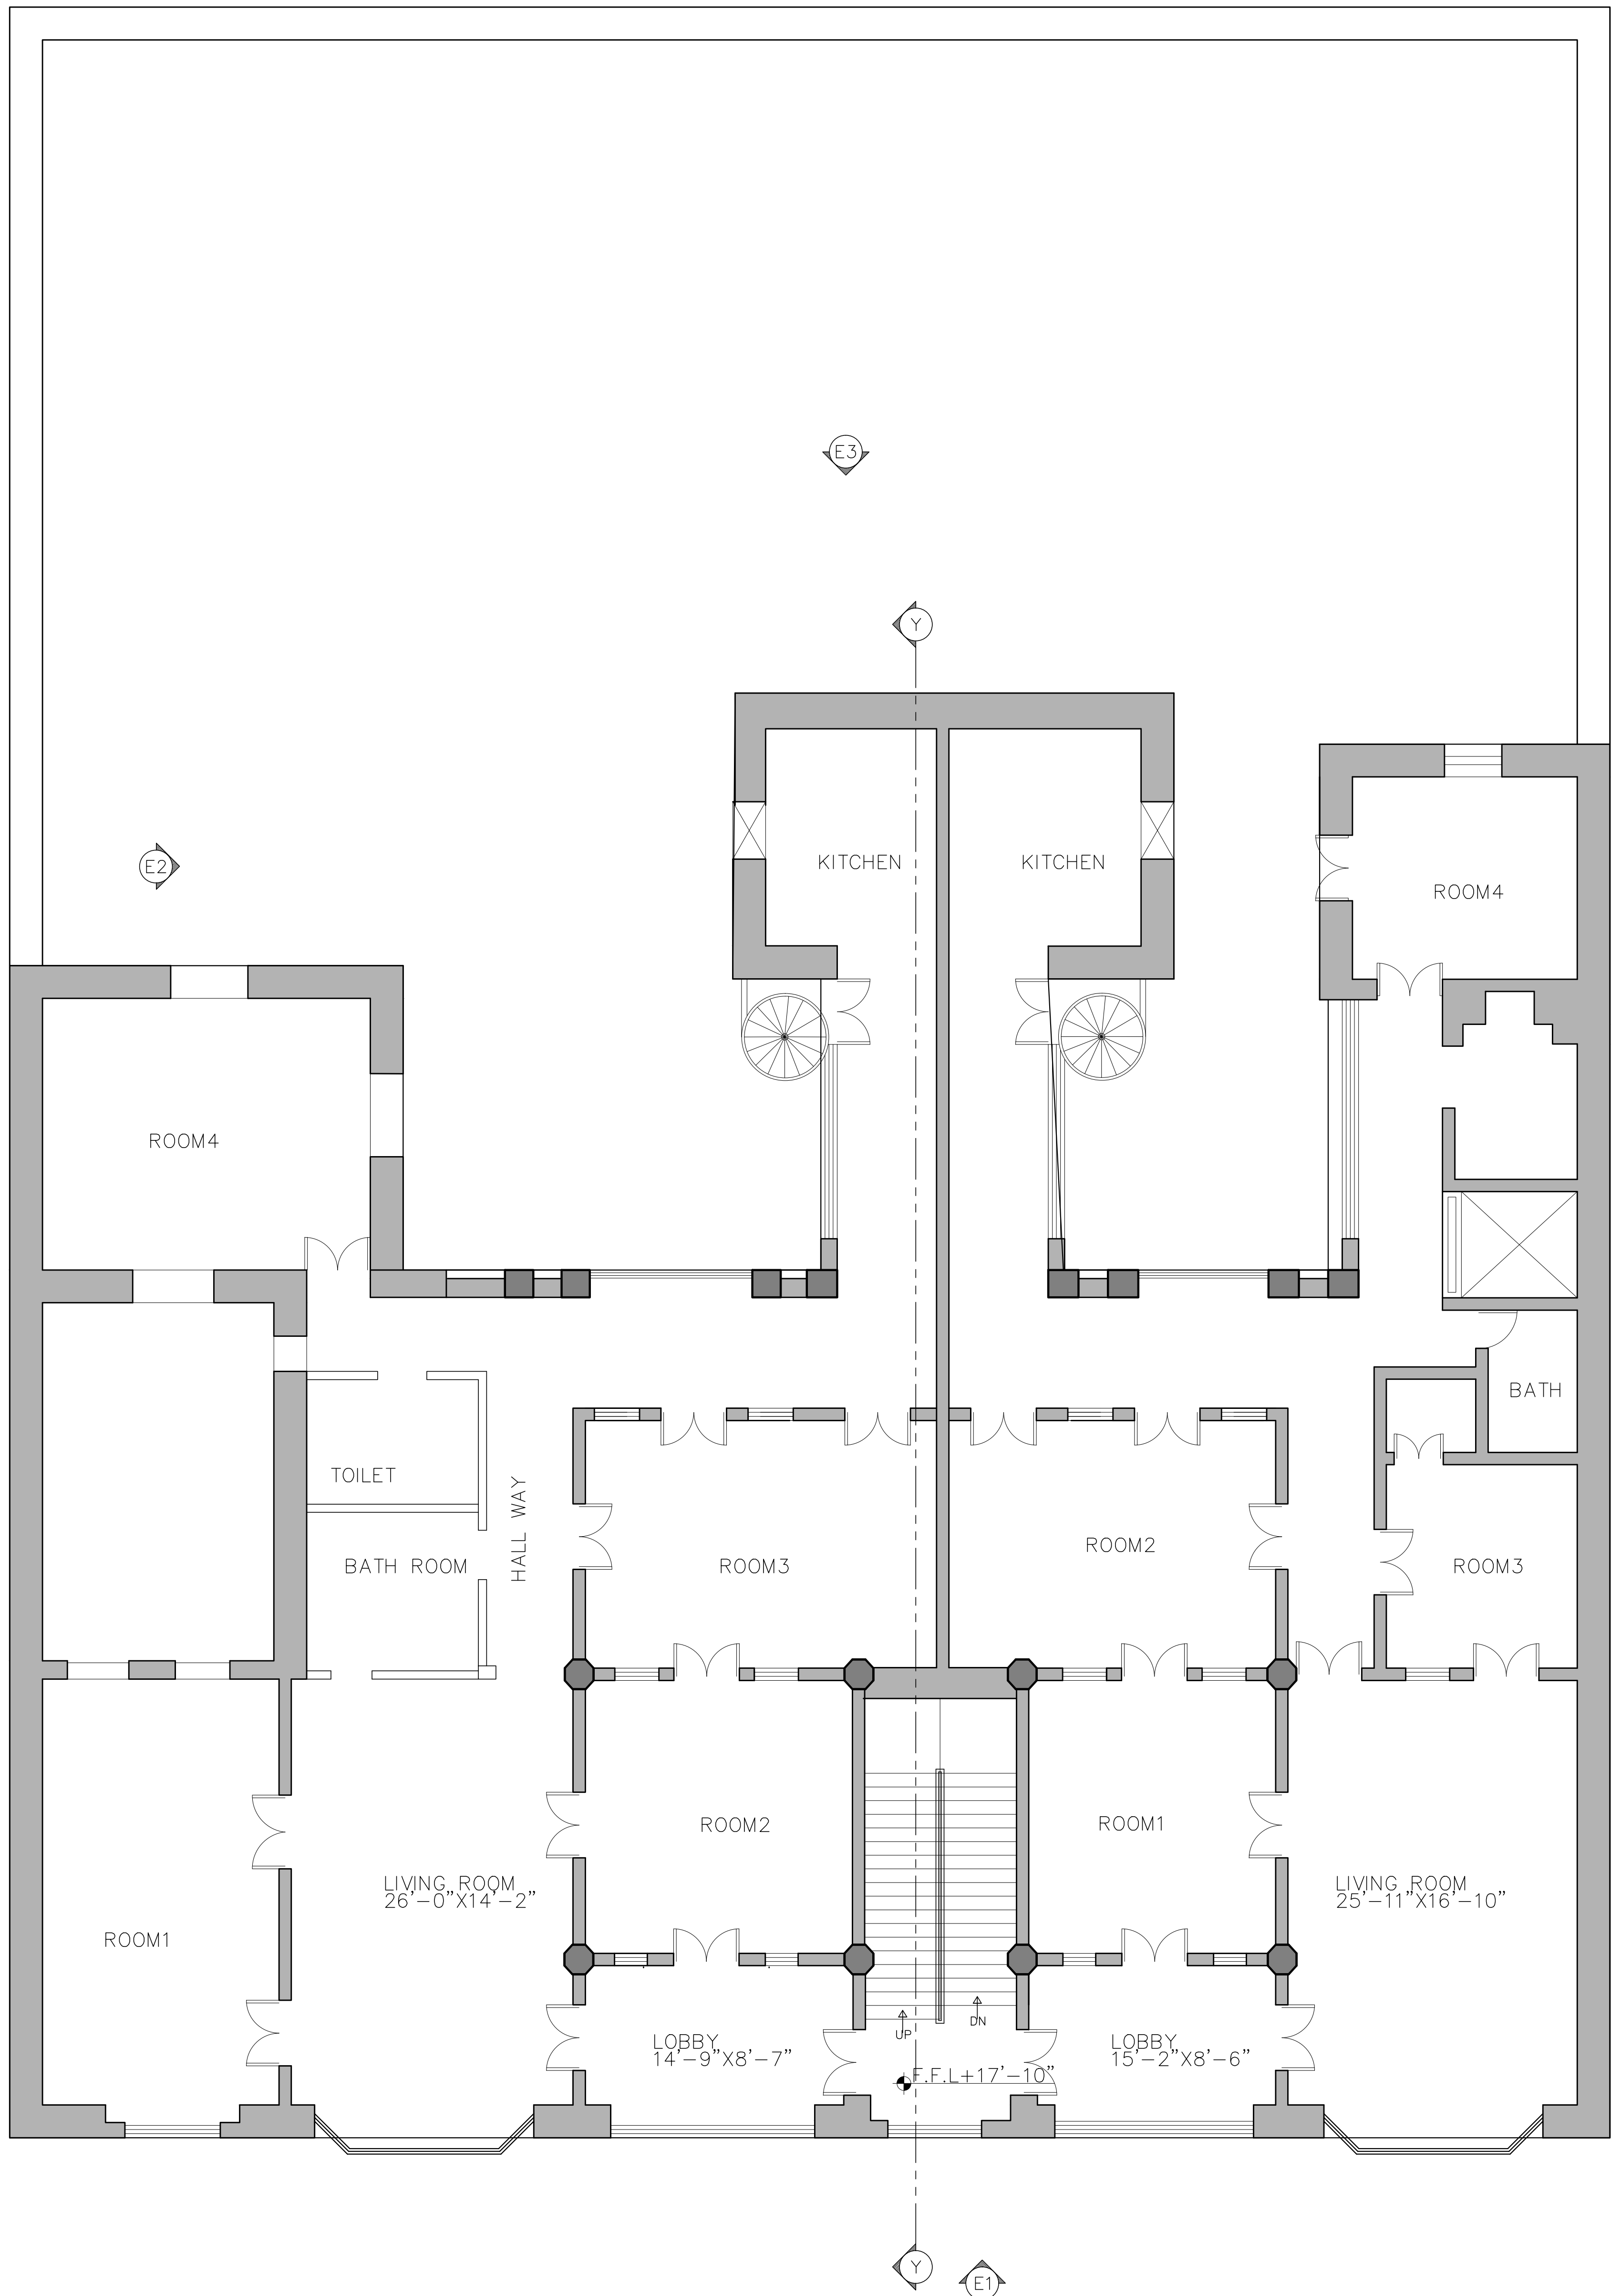 E3
Y
E2
KITCHEN
KITCHEN
ROOM4
ROOM4
BATH
TOILET
HALL WAY
BATH ROOM
ROOM3
ROOM2
ROOM3
ROOM2
ROOM1
LIVING ROOM
26'-0"X14'-2"
LIVING ROOM
25'-11"X16'-10"
ROOM1
UP
DN
LOBBY
14'-9"X8'-7"
LOBBY
15'-2"X8'-6"
F.F.L+17'-10"
Y
E1